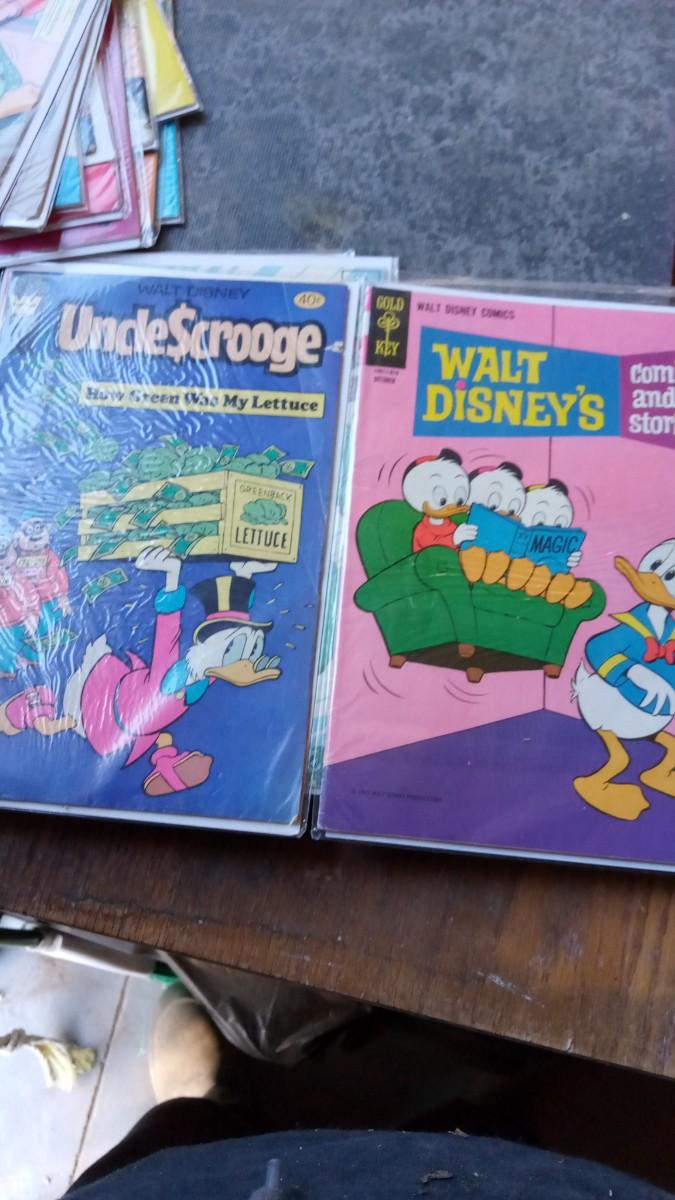 WALT DISNEY
40¢
Uncle $crooge
How Green Was My Lettuce
GREENBACK
LETTUCE
GOLD
KEY
WALT DISNEY COMICS
OCTOBER
WALT
DISNEY'S
com
and
stor
MAGIC